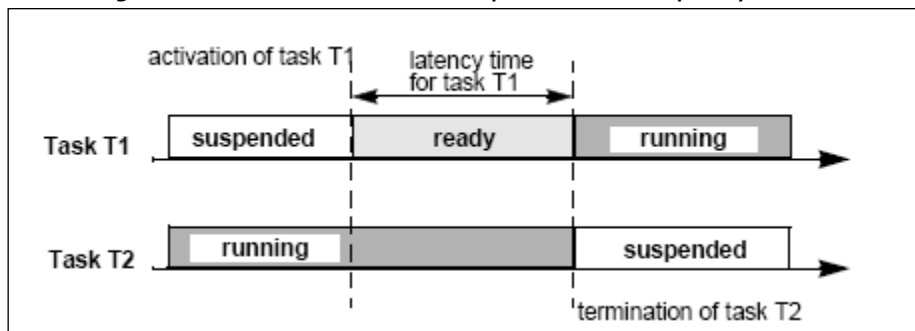 activation of task T1
latency time
for task T1
Task T1
suspended
ready
running
Task T2
running
suspended
termination of task T2